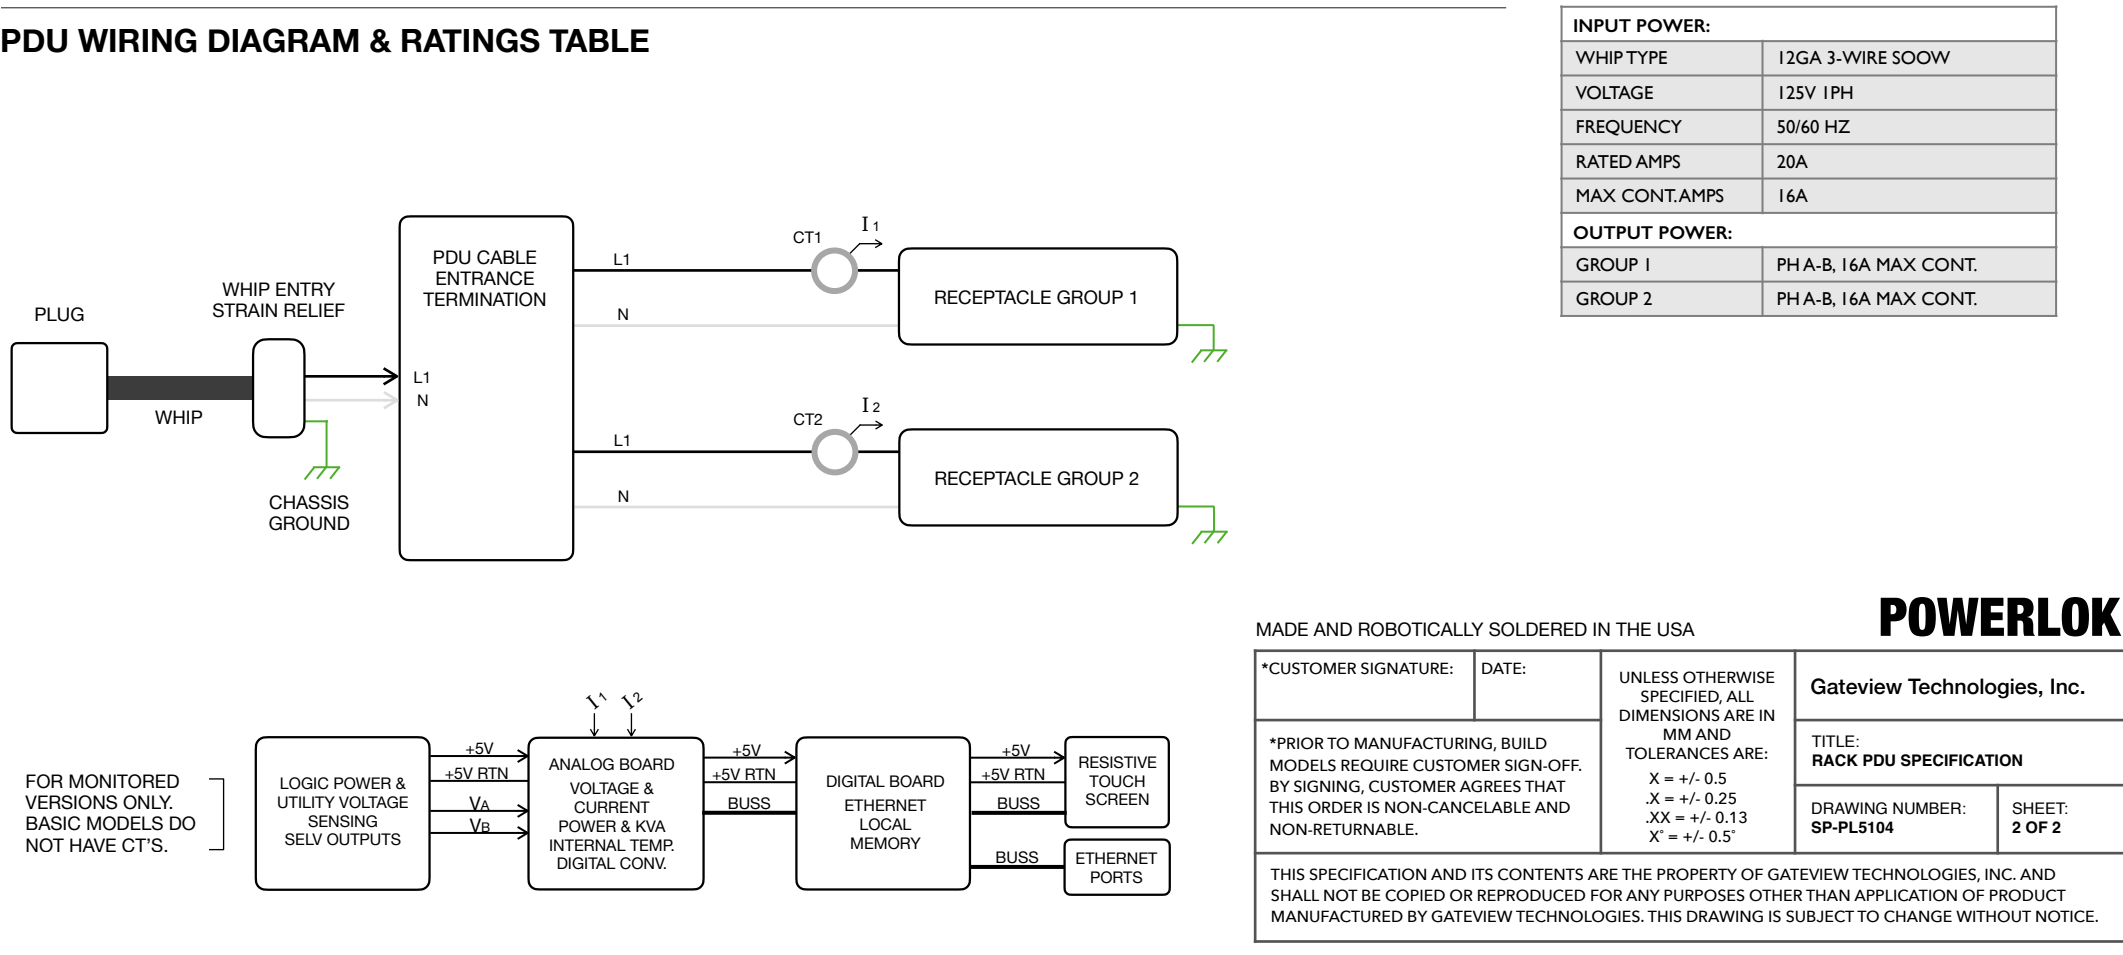 PDU WIRING DIAGRAM & RATINGS TABLE
INPUT POWER:
WHIP TYPE 12GA 3-WIRE SOOW
VOLTAGE 125V 1PH
FREQUENCY 50/60 HZ
RATED AMPS 20A
MAX CONT.AMPS 16A
OUTPUT POWER:
GROUP 1 PH A-B, 16A MAX CONT.
GROUP 2 PH A-B, 16A MAX CONT.
PLUG
WHIP
WHIP ENTRY
STRAIN RELIEF
CHASSIS
GROUND
PDU CABLE
ENTRANCE
TERMINATION
L1
N
L1
N
CT1
I 1
RECEPTACLE GROUP 1
L1
N
CT2
I 2
RECEPTACLE GROUP 2
FOR MONITORED
VERSIONS ONLY.
BASIC MODELS DO
NOT HAVE CT'S.
LOGIC POWER &
UTILITY VOLTAGE
SENSING
SELV OUTPUTS
+5V
+5V RTN
VA
VB
I 1
I 2
ANALOG BOARD
VOLTAGE &
CURRENT
POWER & KVA
INTERNAL TEMP.
DIGITAL CONV.
+5V
+5V RTN
BUSS
DIGITAL BOARD
ETHERNET
LOCAL
MEMORY
+5V
+5V RTN
BUSS
BUSS
RESISTIVE
TOUCH
SCREEN
ETHERNET
PORTS
MADE AND ROBOTICALLY SOLDERED IN THE USA
POWERLOK
*CUSTOMER SIGNATURE:
DATE:
*PRIOR TO MANUFACTURING, BUILD
MODELS REQUIRE CUSTOMER SIGN-OFF.
BY SIGNING, CUSTOMER AGREES THAT
THIS ORDER IS NON-CANCELABLE AND
NON-RETURNABLE.
UNLESS OTHERWISE
SPECIFIED, ALL
DIMENSIONS ARE IN
MM AND
TOLERANCES ARE:
X = +/- 0.5
.X = +/- 0.25
.XX = +/- 0.13
X˚ = +/- 0.5˚
Gateview Technologies, Inc.
TITLE:
RACK PDU SPECIFICATION
DRAWING NUMBER:
SP-PL5104
SHEET:
2 OF 2
THIS SPECIFICATION AND ITS CONTENTS ARE THE PROPERTY OF GATEVIEW TECHNOLOGIES, INC. AND
SHALL NOT BE COPIED OR REPRODUCED FOR ANY PURPOSES OTHER THAN APPLICATION OF PRODUCT
MANUFACTURED BY GATEVIEW TECHNOLOGIES. THIS DRAWING IS SUBJECT TO CHANGE WITHOUT NOTICE.